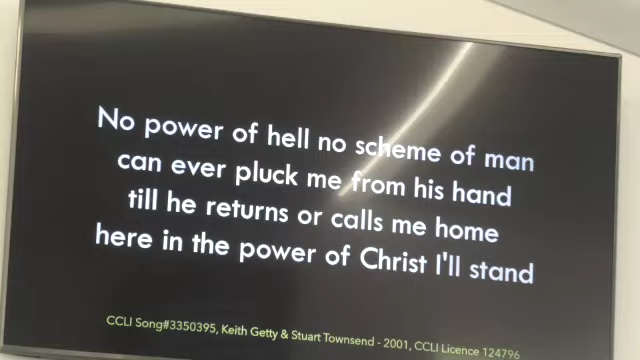 No power of hell no scheme of man
can ever pluck me from his hand
till he returns or calls me home
here in the power of Christ I'll stand
CCLI Song#3350395, Keith Getty & Stuart Townsend - 2001, CCLI Licence 124796